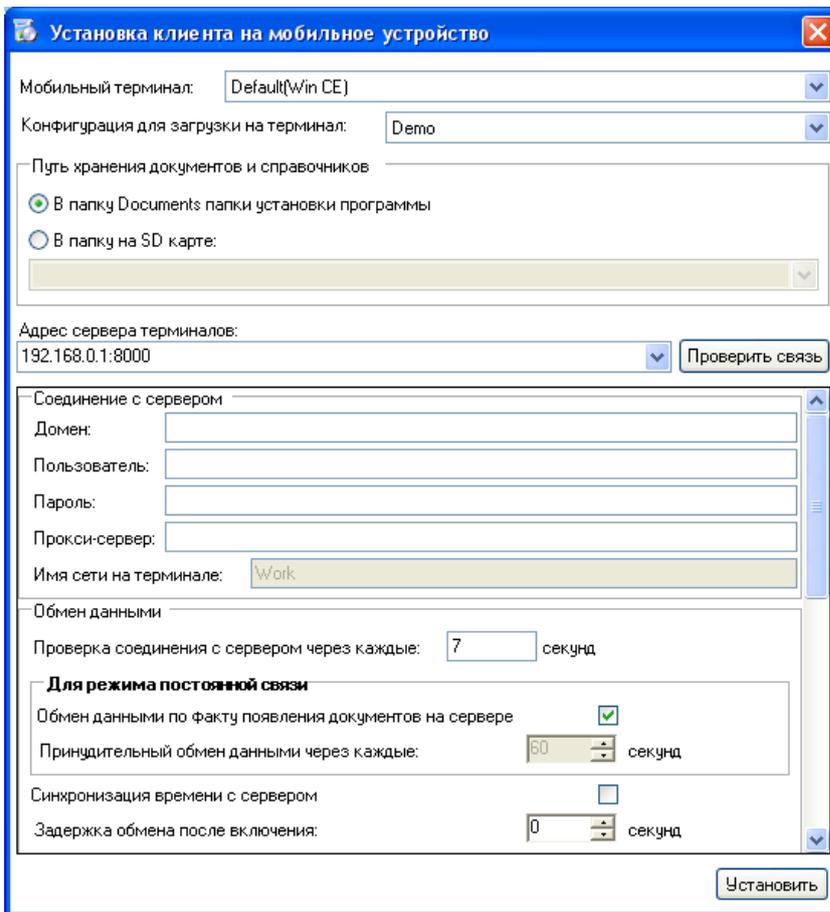 Установка клиента на мобильное устройство
Мобильный терминал: Default(Win CE)
Конфигурация для загрузки на терминал: Demo
Путь хранения документов и справочников
В папку Documents папки установки программы
В папку на SD карте:
Адрес сервера терминалов:
192.168.0.1:8000 Проверить связь
Соединение с сервером
Домен:
Пользователь:
Пароль:
Прокси-сервер:
Имя сети на терминале: Work
Обмен данными
Проверка соединения с сервером через каждые: 7 секунд
Для режима постоянной связи
Обмен данными по факту появления документов на сервере
Принудительный обмен данными через каждые: 60 секунд
Синхронизация времени с сервером
Задержка обмена после включения: 0 секунд
Установить